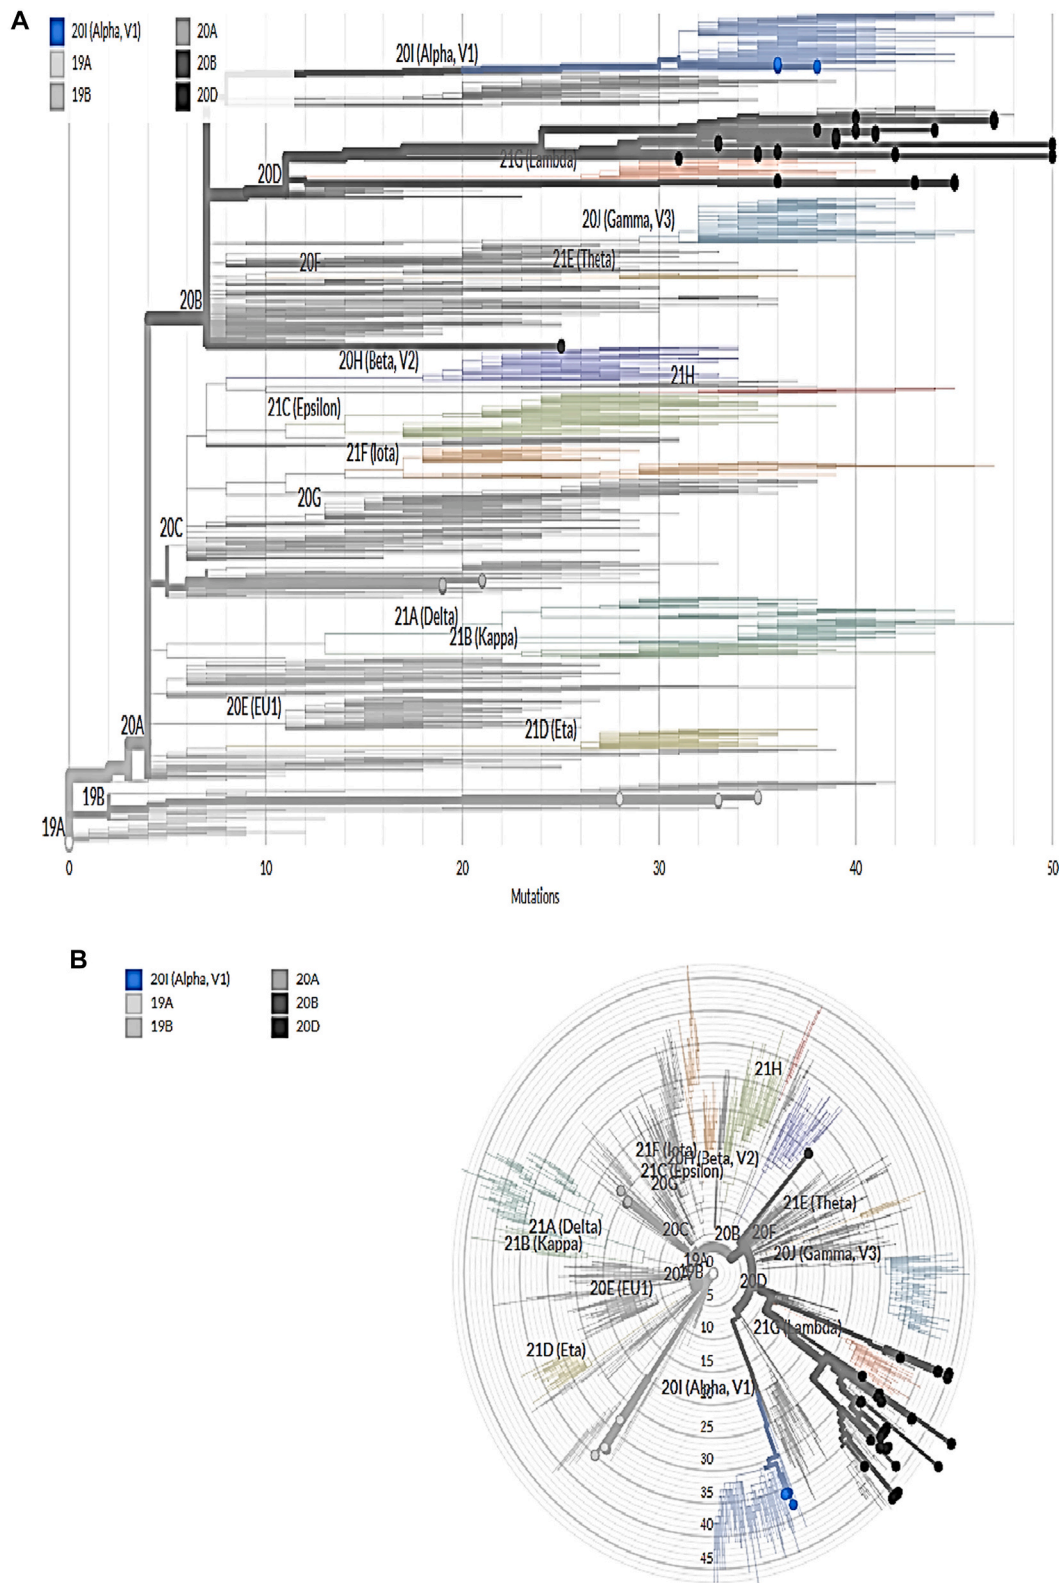 A
20I (Alpha, V1)
20A
19A
20B
19B
20D
20I (Alpha, V1)
21G (Lambda)
20D
20J (Gamma, V3)
20F
21E (Theta)
20B
20H (Beta, V2)
21H
21C (Epsilon)
21F (Iota)
20G
20C
21A (Delta)
21B (Kappa)
20E (EU1)
20A
21D (Eta)
19B
19A
0 10 20 30 40 50
Mutations
B
20I (Alpha, V1)
20A
19A
20B
19B
20D
21H
21F (Iota)
20H (Beta, V2)
21C (Epsilon)
20G
21E (Theta)
21A (Delta)
20C
20B
20F
21B (Kappa)
20J (Gamma, V3)
19A
0
20A
19B
20D
20E (EU1)
5
21G (Lambda)
10
21D (Eta)
15
20I (Alpha, V1)
20
25
30
35
40
45